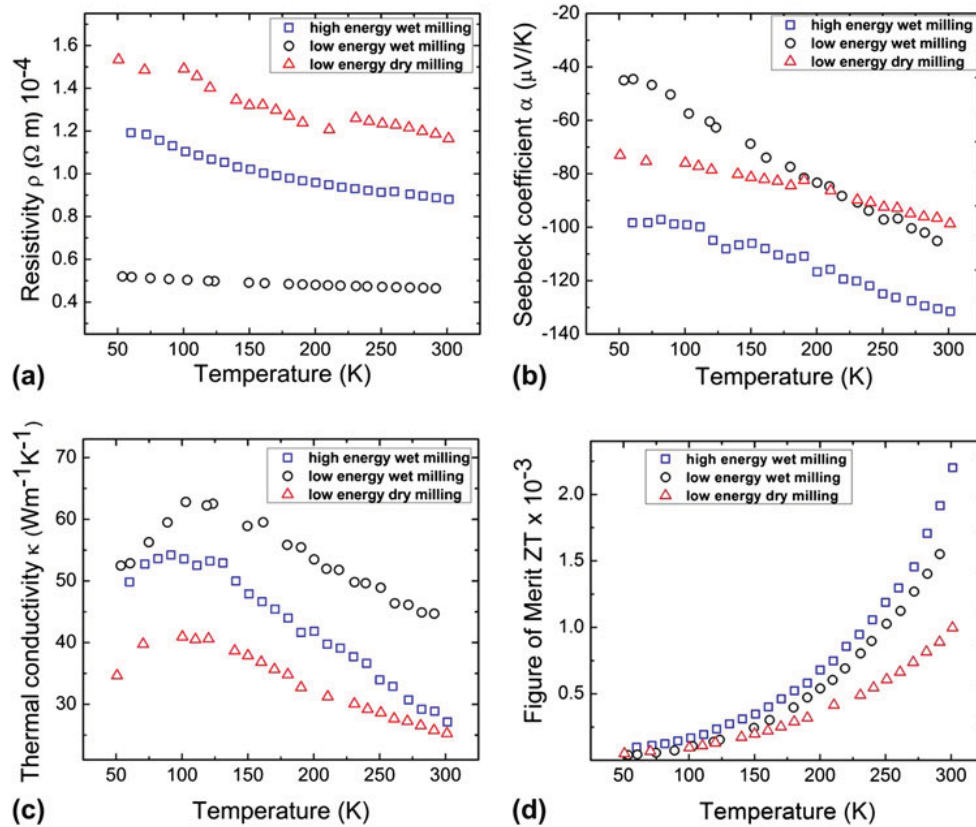 high energy wet milling
low energy wet milling
low energy dry milling
Resistivity ρ (Ω m) 10⁻⁴
1.6
1.4
1.2
1.0
0.8
0.6
0.4
50 100 150 200 250 300
Temperature (K)
(a)
high energy wet milling
low energy wet milling
low energy dry milling
Seebeck coefficient α (μV/K)
-20
-40
-60
-80
-100
-120
-140
50 100 150 200 250 300
Temperature (K)
(b)
high energy wet milling
low energy wet milling
low energy dry milling
Thermal conductivity κ (Wm⁻¹K⁻¹)
70
60
50
40
30
50 100 150 200 250 300
Temperature (K)
(c)
high energy wet milling
low energy wet milling
low energy dry milling
Figure of Merit ZT x 10⁻³
2.0
1.5
1.0
0.5
50 100 150 200 250 300
Temperature (K)
(d)